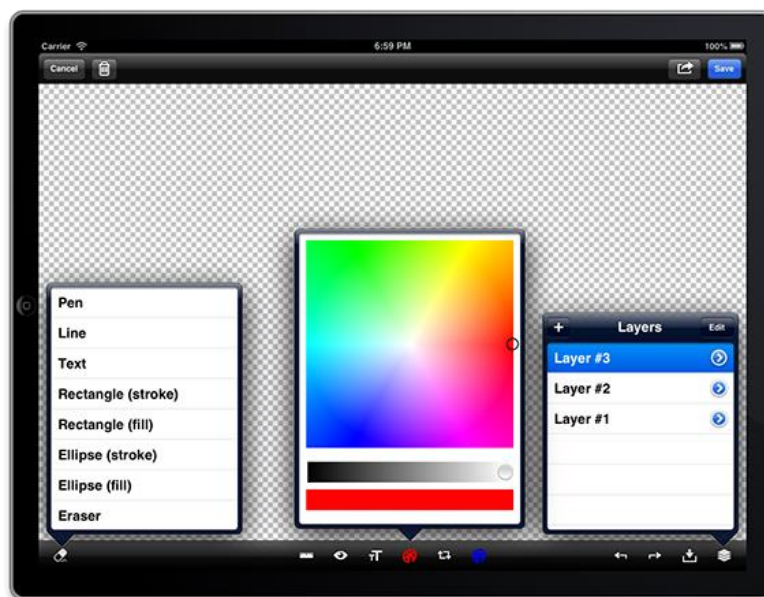 Carrier 6:59 PM 100%
Cancel Save
Pen
Line
Text
Rectangle (stroke)
Rectangle (fill)
Ellipse (stroke)
Ellipse (fill)
Eraser
+ Layers Edit
Layer #3
Layer #2
Layer #1
TT